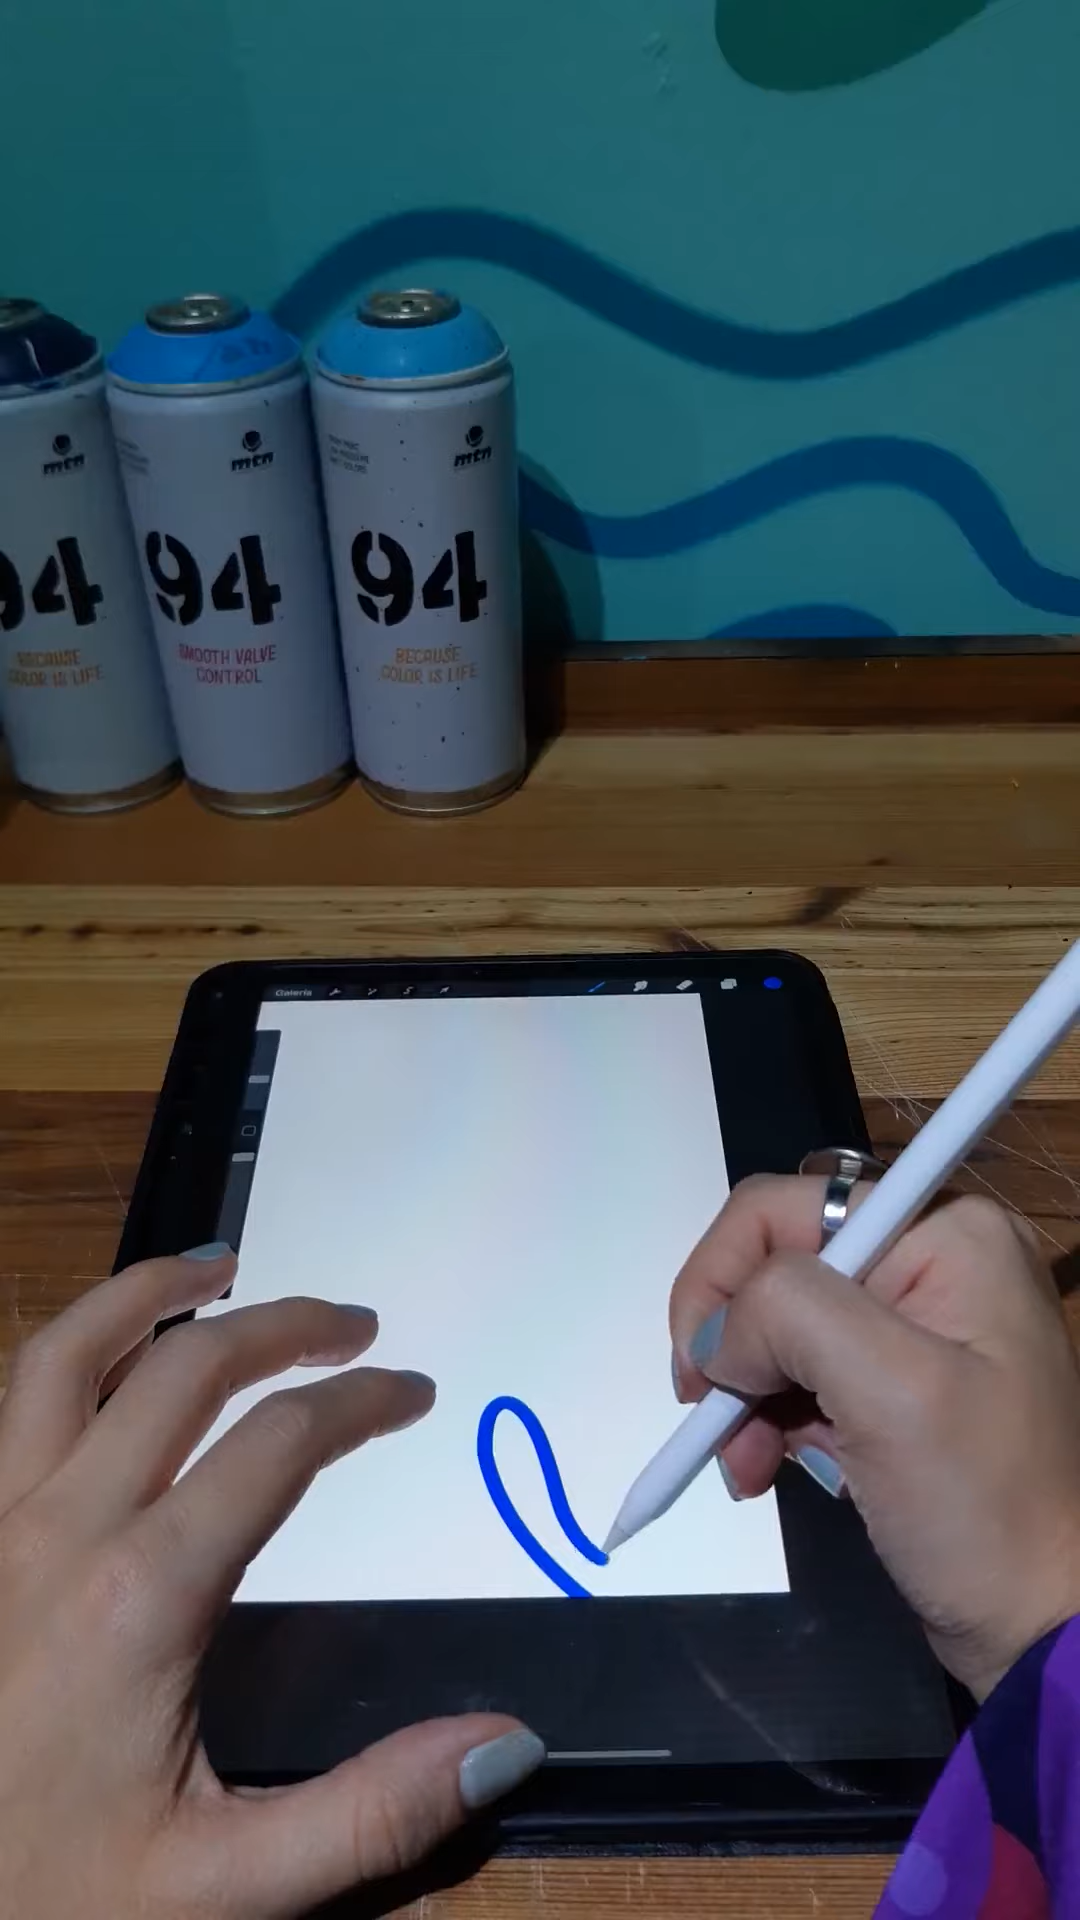 mtn
94
BECAUSE
COLOR IS LIFE
mtn
94
SMOOTH VALVE
CONTROL
mtn
94
BECAUSE
COLOR IS LIFE
Galería